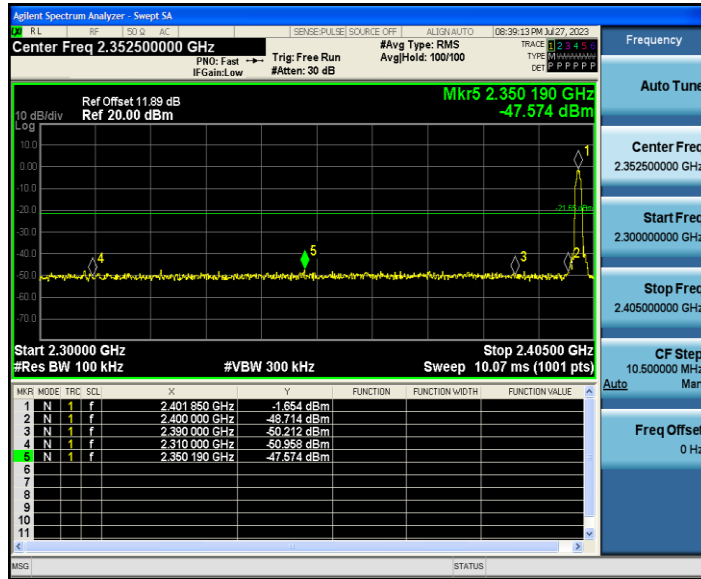 Agilent Spectrum Analyzer - Swept SA
RL RF 50 Ω AC SENSE:PULSE SOURCE OFF ALIGN AUTO 08:39:13 PM Jul 27, 2023
Center Freq 2.352500000 GHz
#Avg Type: RMS
TRACE 1 2 3 4 5 6
PNO: Fast Trig: Free Run Avg|Hold: 100/100 TYPE M
IFGain:Low #Atten: 30 dB DET P P P P P P
Ref Offset 11.89 dB
10 dB/div Ref 20.00 dBm
Mkr5 2.350 190 GHz
-47.574 dBm
Log
10.0
0.00
-10.0
-20.0
-30.0
-40.0
-50.0
-60.0
-70.0
1
-21.65 dBm
4
5
3
2
Start 2.30000 GHz Stop 2.40500 GHz
#Res BW 100 kHz #VBW 300 kHz Sweep 10.07 ms (1001 pts)
MKR MODE TRC SCL X Y FUNCTION FUNCTION WIDTH FUNCTION VALUE
1 N 1 f 2.401 850 GHz -1.654 dBm
2 N 1 f 2.400 000 GHz -48.714 dBm
3 N 1 f 2.390 000 GHz -50.212 dBm
4 N 1 f 2.310 000 GHz -50.958 dBm
5 N 1 f 2.350 190 GHz -47.574 dBm
6
7
8
9
10
11
MSG STATUS
Frequency
Auto Tune
Center Freq
2.352500000 GHz
Start Freq
2.300000000 GHz
Stop Freq
2.405000000 GHz
CF Step
10.500000 MHz
Auto Man
Freq Offset
0 Hz